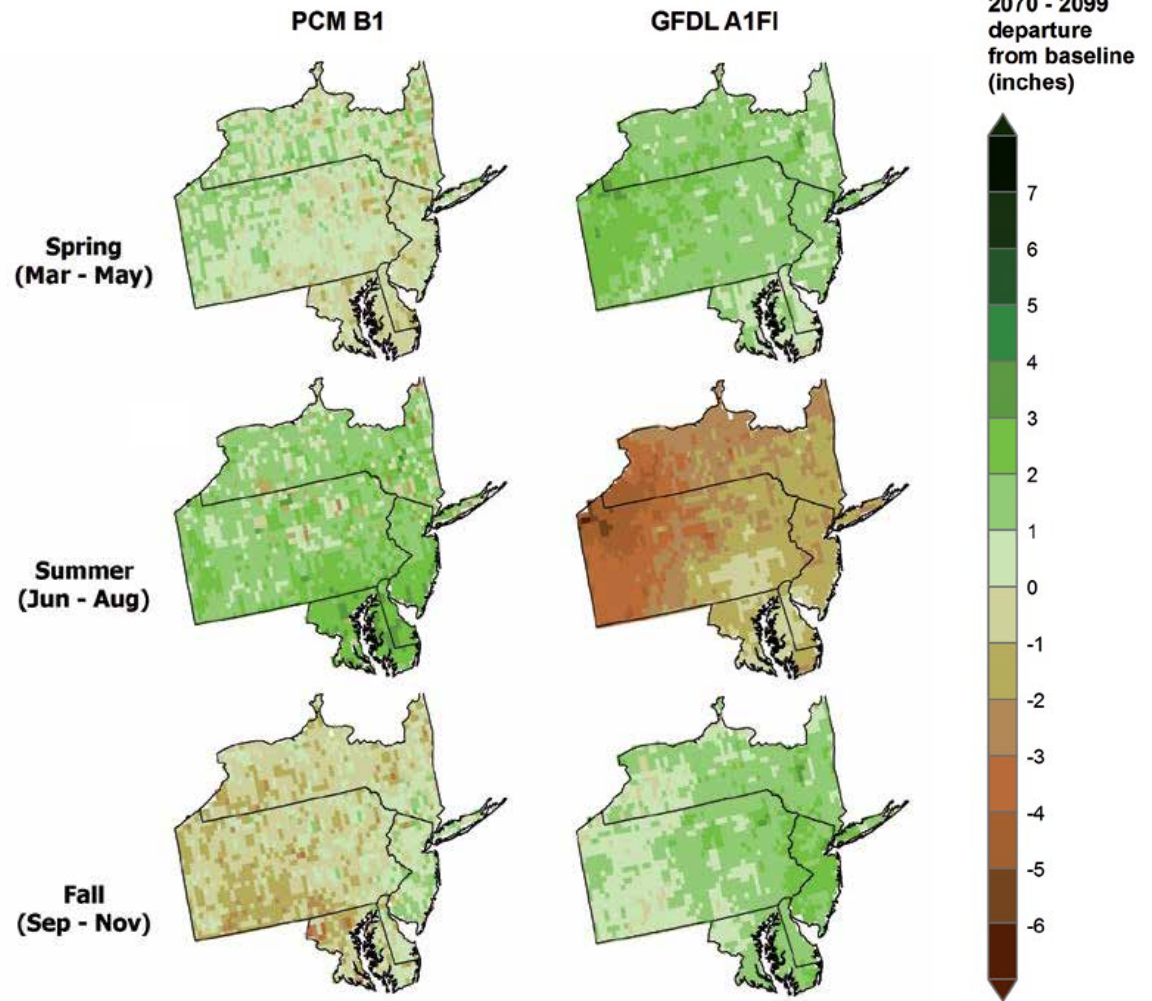 PCM B1
GFDL A1FI
2070 - 2099
departure
from baseline
(inches)
Spring
(Mar - May)
Summer
(Jun - Aug)
Fall
(Sep - Nov)
7
6
5
4
3
2
1
0
-1
-2
-3
-4
-5
-6